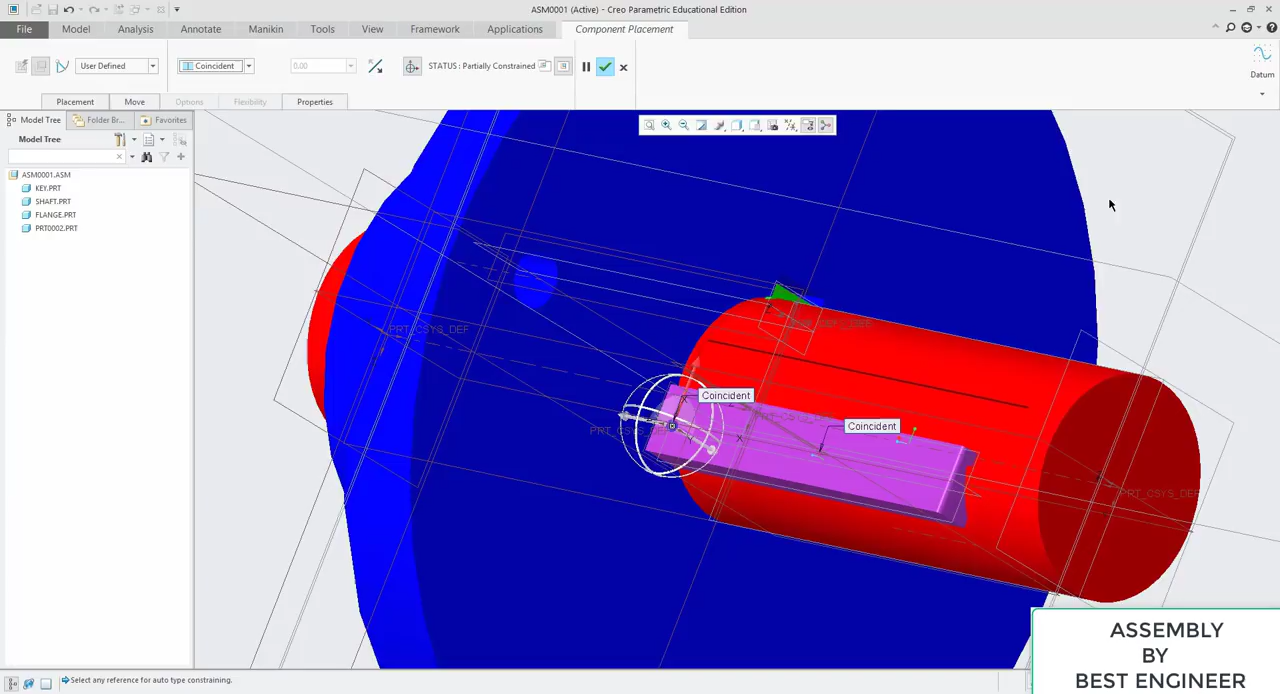 ASM0001 (Active) - Creo Parametric Educational Edition
File Model Analysis Annotate Manikin Tools View Framework Applications Component Placement
User Defined Coincident 0.00 STATUS : Partially Constrained
Datum
Placement Move Options Flexibility Properties
Model Tree Folder Br... Favorites
Model Tree
ASM0001.ASM
KEY.PRT
SHAFT.PRT
FLANGE.PRT
PRT0002.PRT
PRT_CSYS_DEF
Coincident
Coincident
PRT_CSYS_DEF
X
Y
PRT_CSYS_DEF
ASSEMBLY
BY
BEST ENGINEER
Select any reference for auto type constraining.